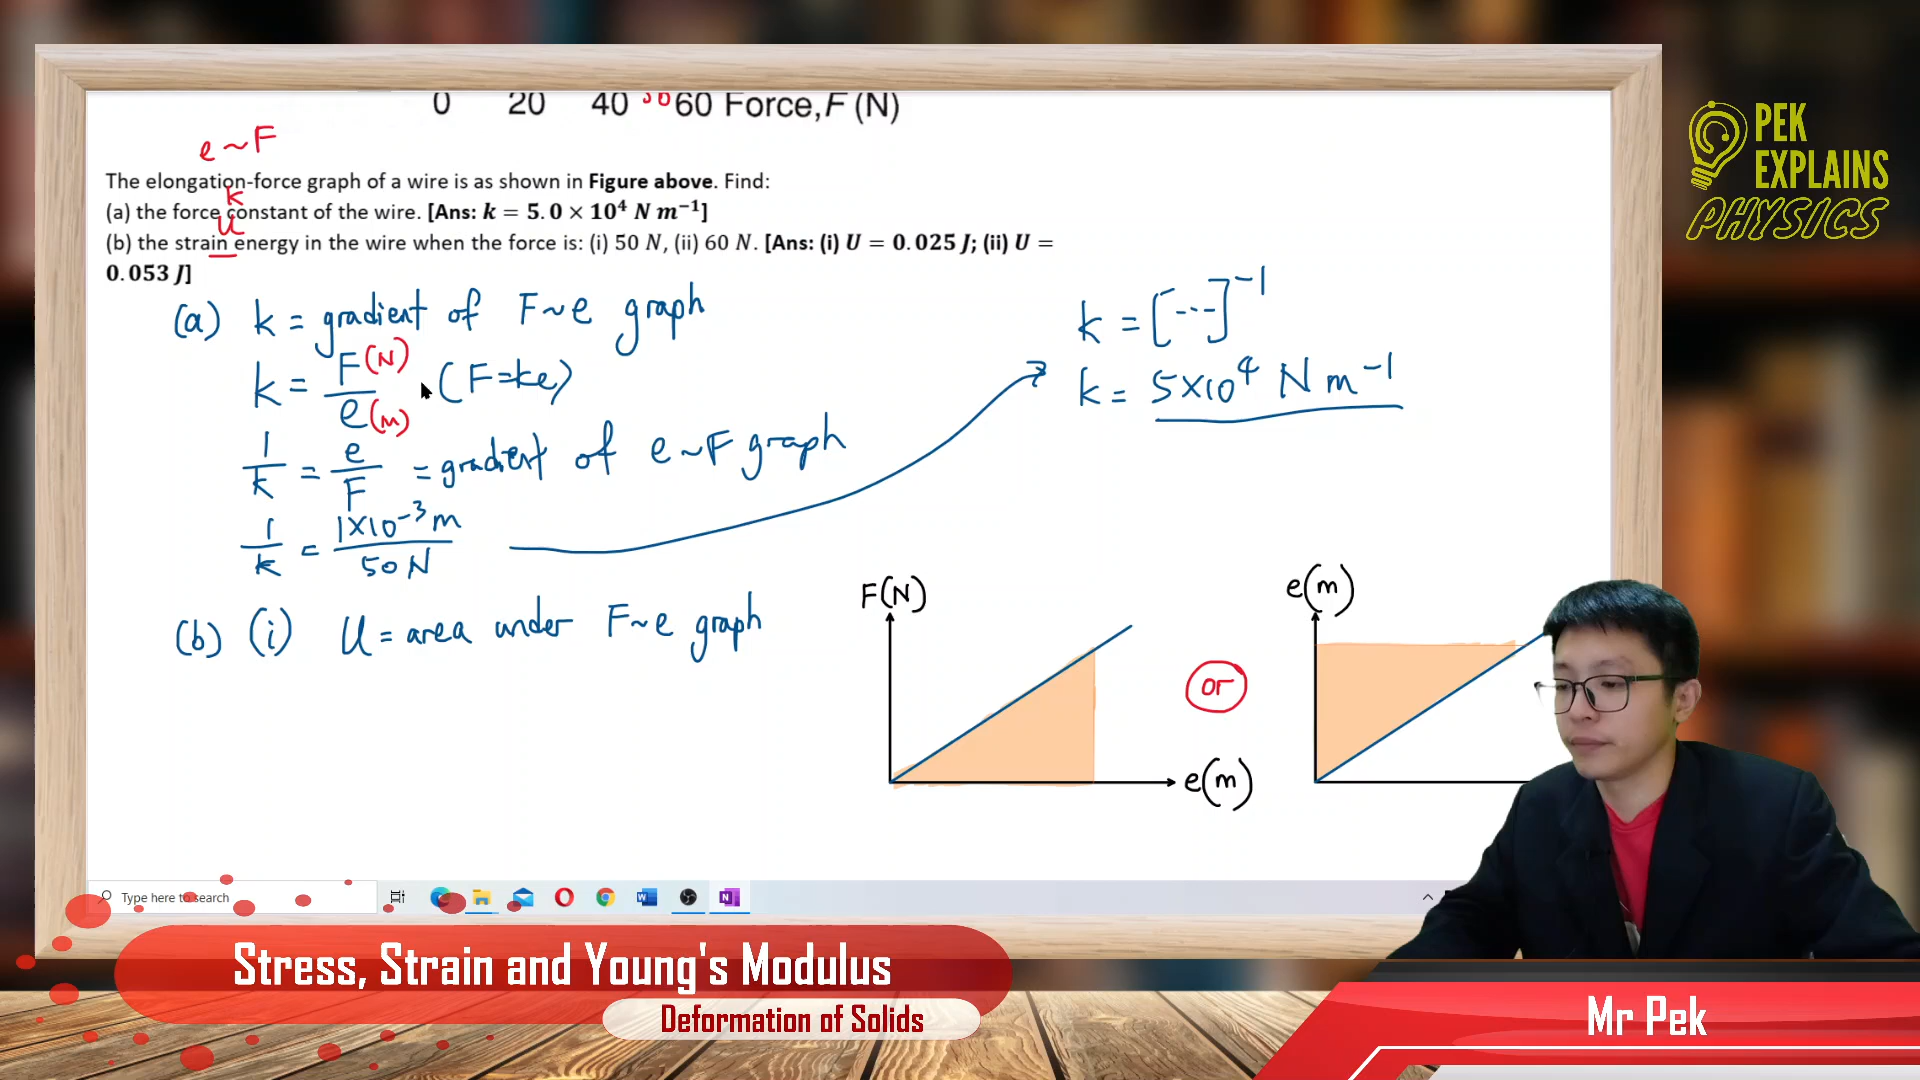 0 20 40 50 60 Force, F (N)
e ~ F
The elongation-force graph of a wire is as shown in Figure above. Find:
k
(a) the force constant of the wire. [Ans: k = 5.0 × 10⁴ N m⁻¹]
U
(b) the strain energy in the wire when the force is: (i) 50 N, (ii) 60 N. [Ans: (i) U = 0.025 J; (ii) U =
0.053 J]
(a) k = gradient of F~e graph
k = F(N) / e(m) (F=ke)
1/k = e/F = gradient of e~F graph
1/k = 1×10⁻³ m / 50 N
k = [...]⁻¹
k = 5×10⁴ N m⁻¹
(b) (i) U = area under F~e graph
F(N)
e(m)
or
e(m)
PEK
EXPLAINS
PHYSICS
Type here to search
Stress, Strain and Young's Modulus
Deformation of Solids
Mr Pek